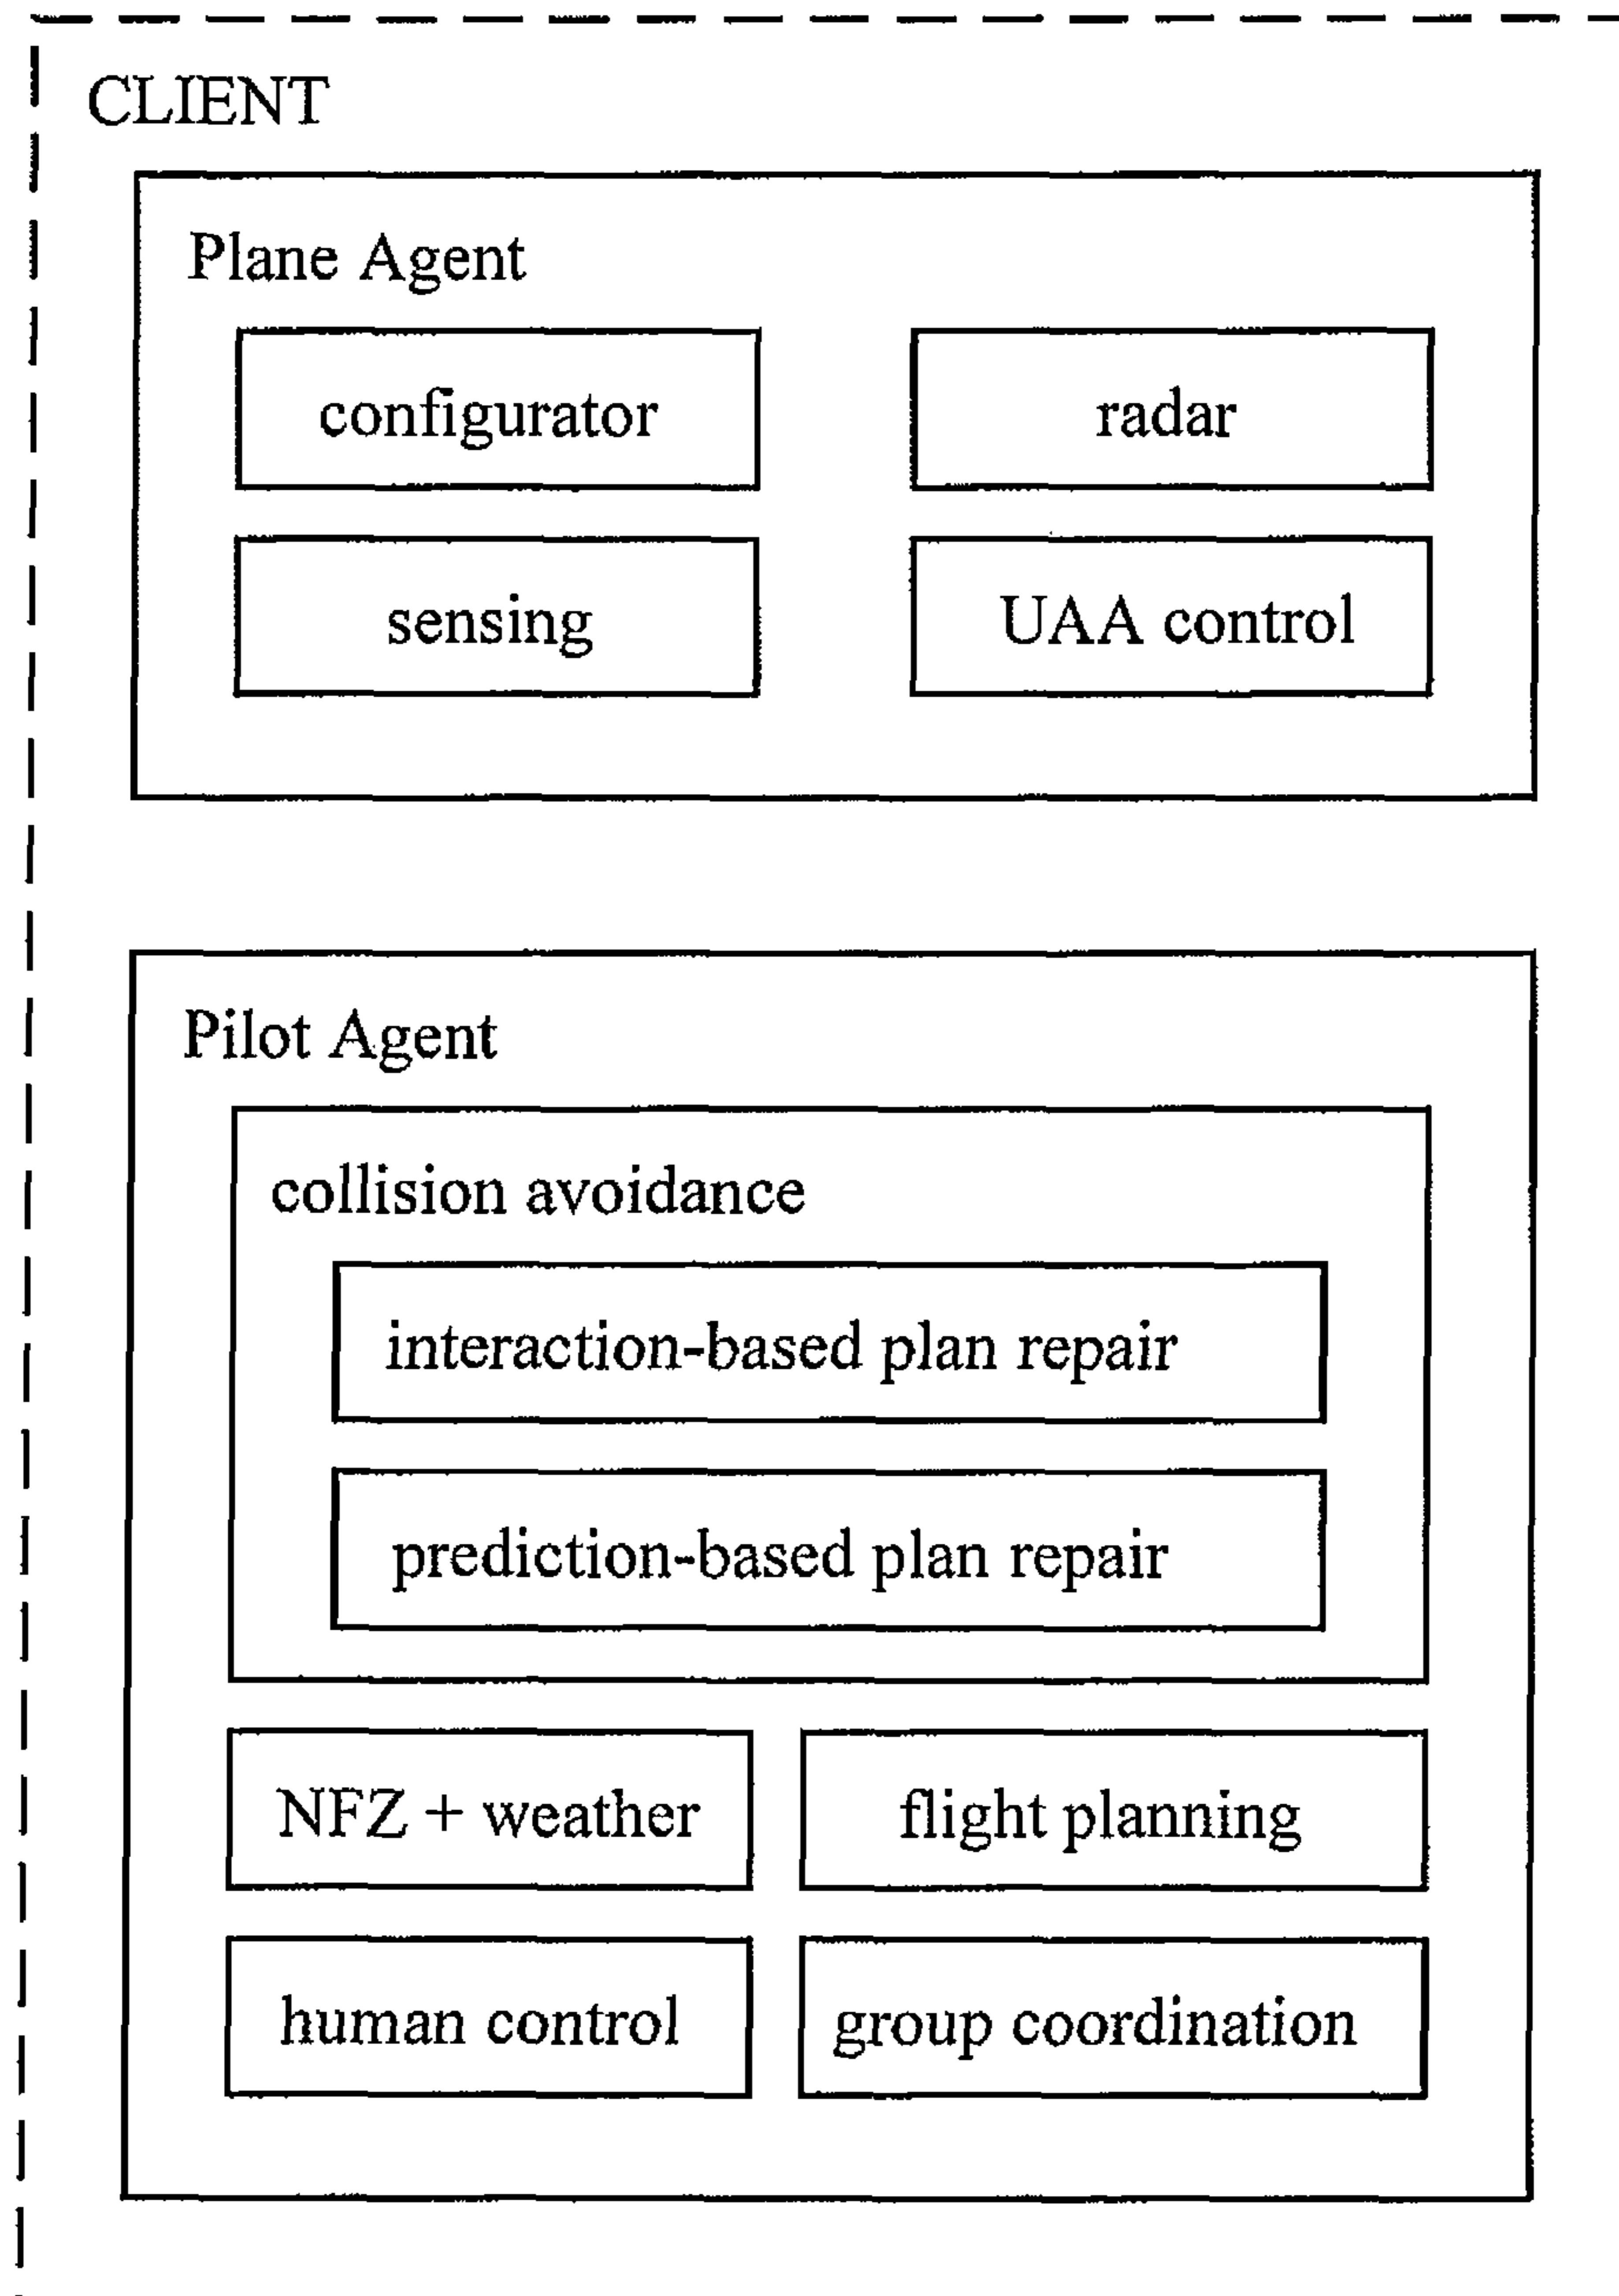 CLIENT
Plane Agent
configurator
radar
sensing
UAA control
Pilot Agent
collision avoidance
interaction-based plan repair
prediction-based plan repair
NFZ + weather
flight planning
human control
group coordination